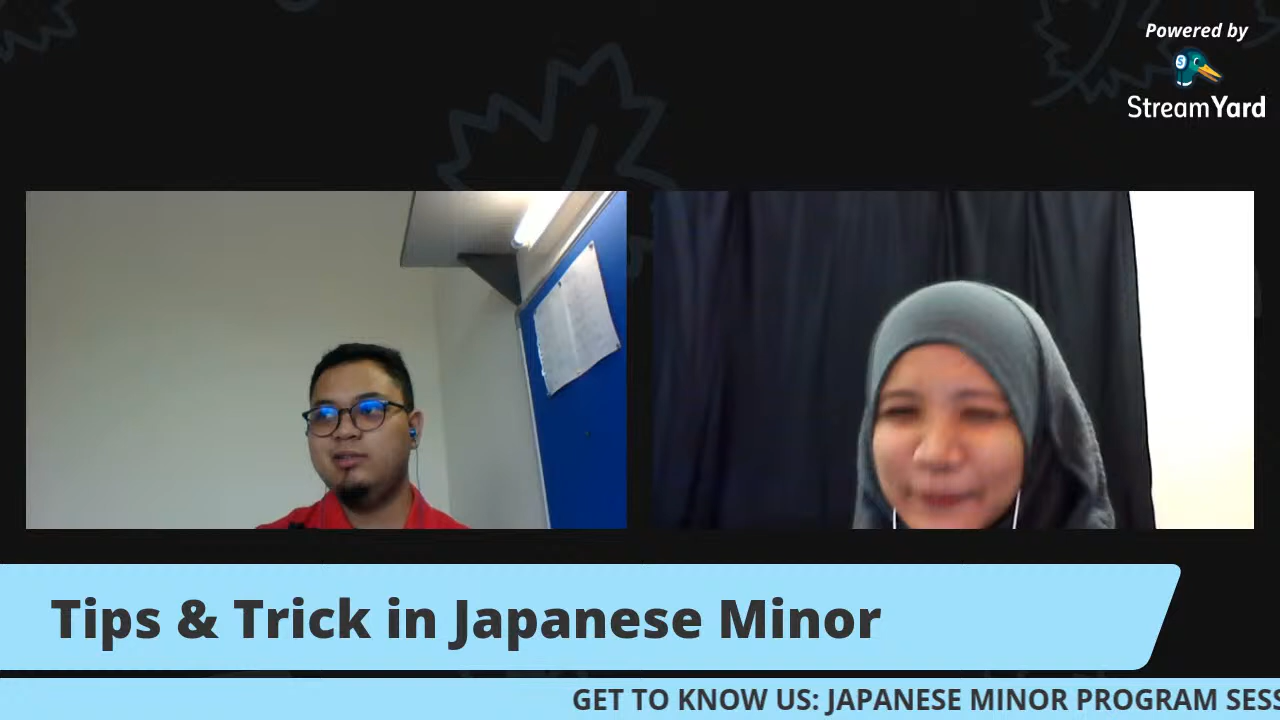 Powered by
StreamYard
Tips & Trick in Japanese Minor
GET TO KNOW US: JAPANESE MINOR PROGRAM SESS